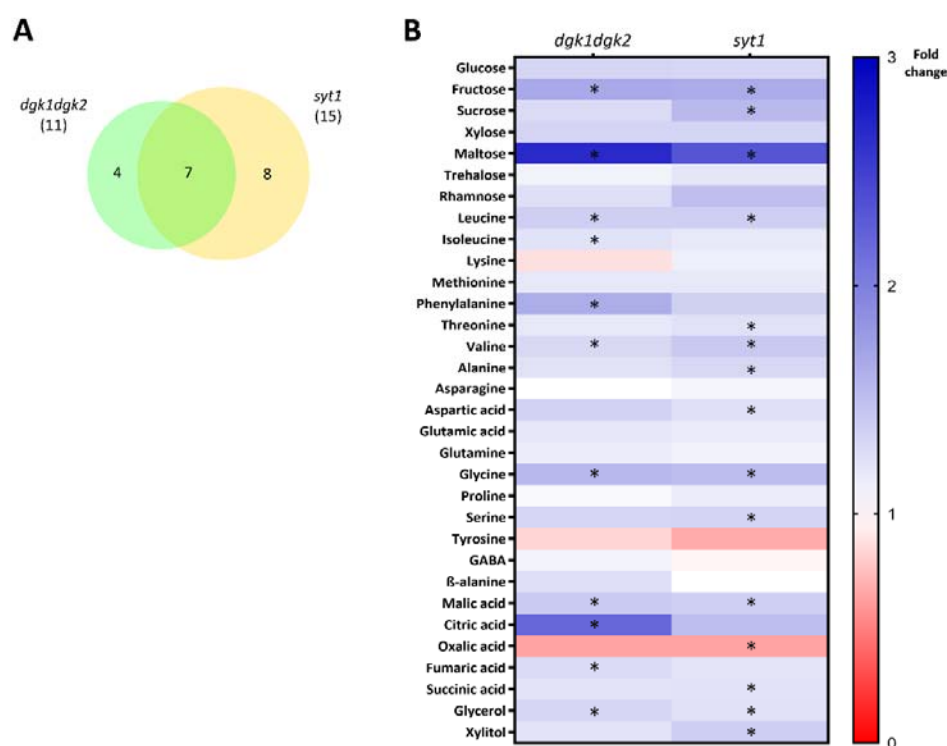 A
dgk1dgk2
(11)
syt1
(15)
4
7
8
B
dgk1dgk2
syt1
Glucose
Fructose * *
Sucrose *
Xylose
Maltose * *
Trehalose
Rhamnose
Leucine * *
Isoleucine *
Lysine
Methionine
Phenylalanine *
Threonine *
Valine * *
Alanine *
Asparagine
Aspartic acid *
Glutamic acid
Glutamine
Glycine * *
Proline
Serine *
Tyrosine
GABA
ß-alanine
Malic acid * *
Citric acid *
Oxalic acid *
Fumaric acid *
Succinic acid *
Glycerol * *
Xylitol *
Fold
change
3
2
1
0